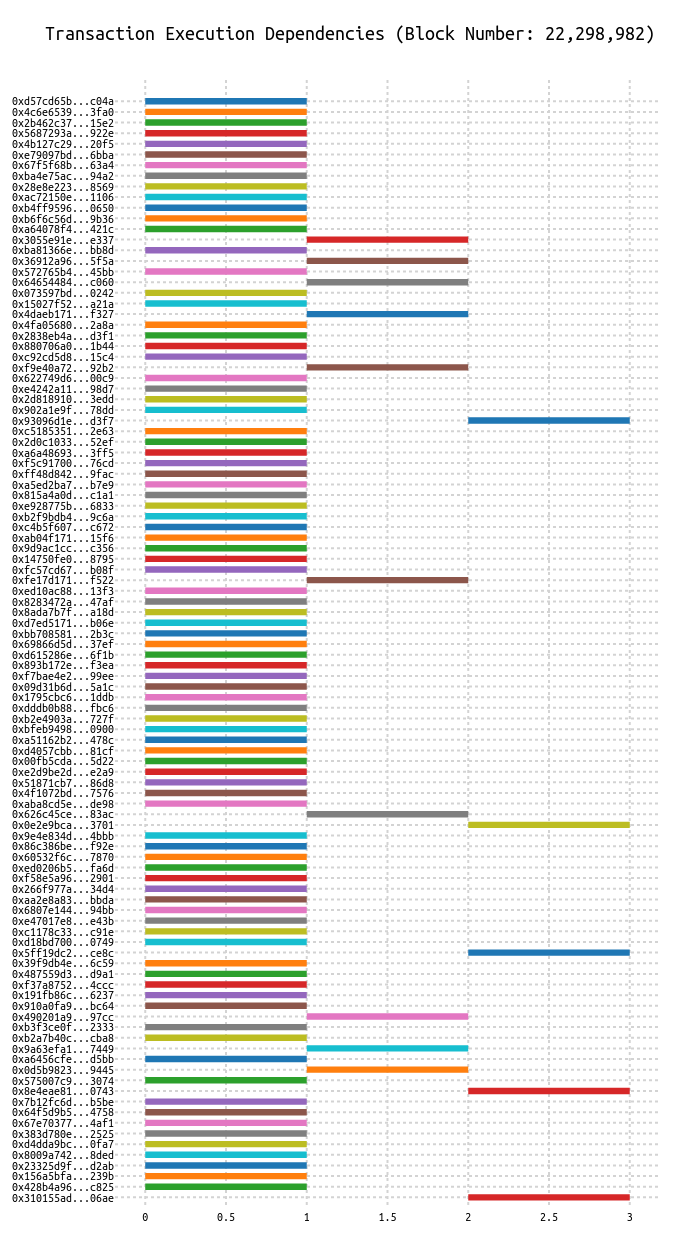 Transaction Execution Dependencies (Block Number: 22,298,982)
0xd57cd65b...c04a
0x4c6e6539...3fa0
0x2b462c37...15e2
0x5687293a...922e
0x4b127c29...20f5
0xe79097bd...6bba
0x67f5f68b...63a4
0xba4e75ac...94a2
0x28e8e223...8569
0xac72150e...1106
0xb4ff9596...0650
0xb6f6c56d...9b36
0xa64078f4...421c
0x3055e91e...e337
0xba81366e...bb8d
0x36912a96...5f5a
0x572765b4...45bb
0x64654484...c060
0x073597bd...0242
0x15027f52...a21a
0x4daeb171...f327
0x4fa05680...2a8a
0x2838eb4a...d3f1
0x880706a0...1b44
0xc92cd5d8...15c4
0xf9e40a72...92b2
0x622749d6...00c9
0xe4242a11...98d7
0x2d818910...3edd
0x902a1e9f...78dd
0x93096d1e...d3f7
0xc5185351...2e63
0x2d0c1033...52ef
0xa6a48693...3ff5
0xf5c91700...76cd
0xff48d842...9fac
0xa5ed2ba7...b7e9
0x815a4a0d...c1a1
0xe928775b...6833
0xb2f9bdb4...9c6a
0xc4b5f607...c672
0xab04f171...15f6
0x9d9ac1cc...c356
0x14750fe0...8795
0xfc57cd67...b08f
0xfe17d171...f522
0xed10ac88...13f3
0x8283472a...47af
0x8ada7b7f...a18d
0xd7ed5171...b06e
0xbb708581...2b3c
0x69866d5d...37ef
0xd615286e...6f1b
0x893b172e...f3ea
0xf7bae4e2...99ee
0x09d31b6d...5a1c
0x1795cbc6...1ddb
0xdddb0b88...fbc6
0xb2e4903a...727f
0xbfeb9498...0900
0xa51162b2...478c
0xd4057cbb...81cf
0x00fb5cda...5d22
0xe2d9be2d...e2a9
0x51871cb7...86d8
0x4f1072bd...7576
0xaba8cd5e...de98
0x626c45ce...83ac
0x0e2e9bca...3701
0x9e4e834d...4bbb
0x86c386be...f92e
0x60532f6c...7870
0xed0206b5...fa6d
0xf58e5a96...2901
0x266f977a...34d4
0xaa2e8a83...bbda
0x6807e144...94bb
0xe47017e8...e43b
0xc1178c33...c91e
0xd18bd700...0749
0x5ff19dc2...ce8c
0x39f9db4e...6c59
0x487559d3...d9a1
0xf37a8752...4ccc
0x191fb86c...6237
0x910a0fa9...bc64
0x490201a9...97cc
0xb3f3ce0f...2333
0xb2a7b40c...cba8
0x9a63efa1...7449
0xa6456cfe...d5bb
0x0d5b9823...9445
0x575007c9...3074
0x8e4eae81...0743
0x7b12fc6d...b5be
0x64f5d9b5...4758
0x67e70377...4af1
0x383d780e...2525
0xd4dda9bc...0fa7
0x8009a742...8ded
0x23325d9f...d2ab
0x156a5bfa...239b
0x428b4a96...c825
0x310155ad...06ae
0 0.5 1 1.5 2 2.5 3